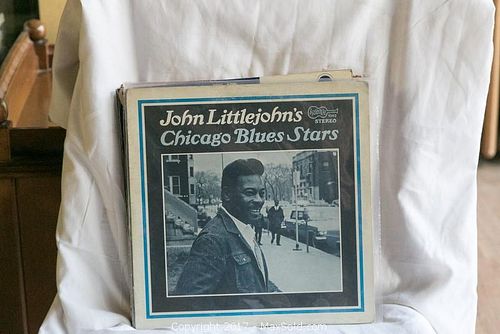 John Littlejohn's
Chicago Blues Stars
STEREO
Copyright 2017 - MaxSold.com